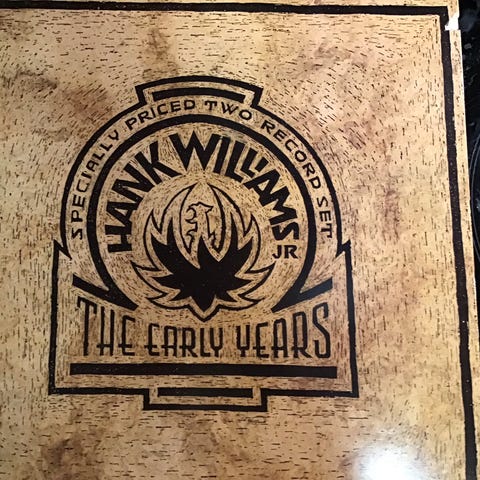 SPECIALLY PRICED TWO RECORD SET
HANK WILLIAMS
JR
THE EARLY YEARS